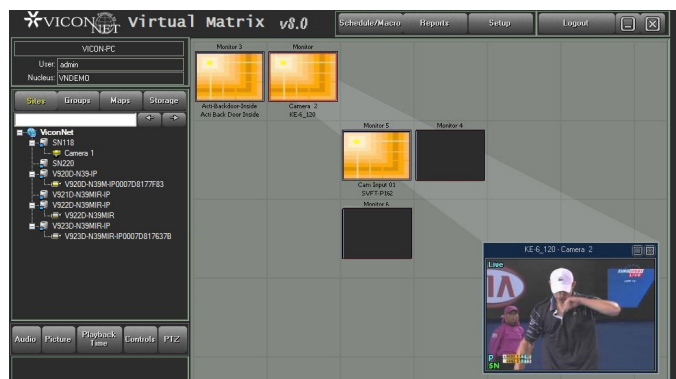 VICON NET Virtual Matrix v8.0
Schedule/Macro Reports Setup Logout
VICON-PC
User: admin
Nucleus: VNDEMO
Sites Groups Maps Storage
ViconNet
SN118
Camera 1
SN220
V920D-N39-IP
V920D-N39M-IP0007D8177F83
V921D-N39MIR-IP
V922D-N39MIR-IP
V922D-N39MIR
V923D-N39MIR-IP
V923D-N39MIR-IP0007D817637B
Audio Picture Playback Time Controls PTZ
Monitor 3
Acti-Backdoor-Inside
Acti Back Door Inside
Monitor
Camera 2
KE-6_120
Monitor 5
Cam Input 01
SVFT-P162
Monitor 4
Monitor 6
KE-6_120 - Camera 2
Live
EUROSPORT
P
SN